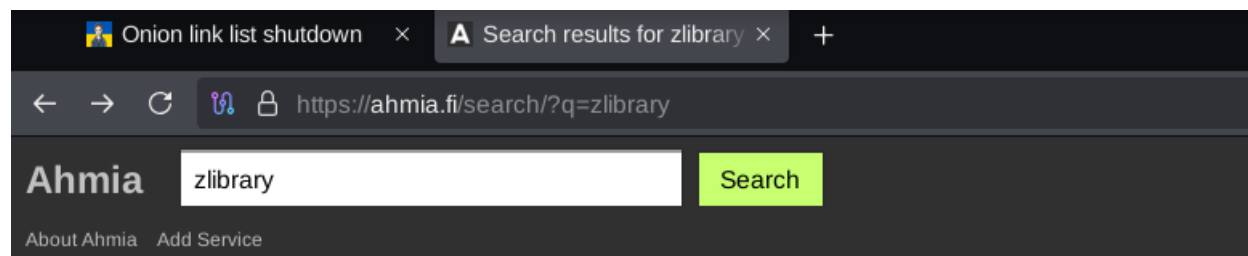 Onion link list shutdown × A Search results for zlibrary × +
https://ahmia.fi/search/?q=zlibrary
Ahmia zlibrary Search
About Ahmia Add Service